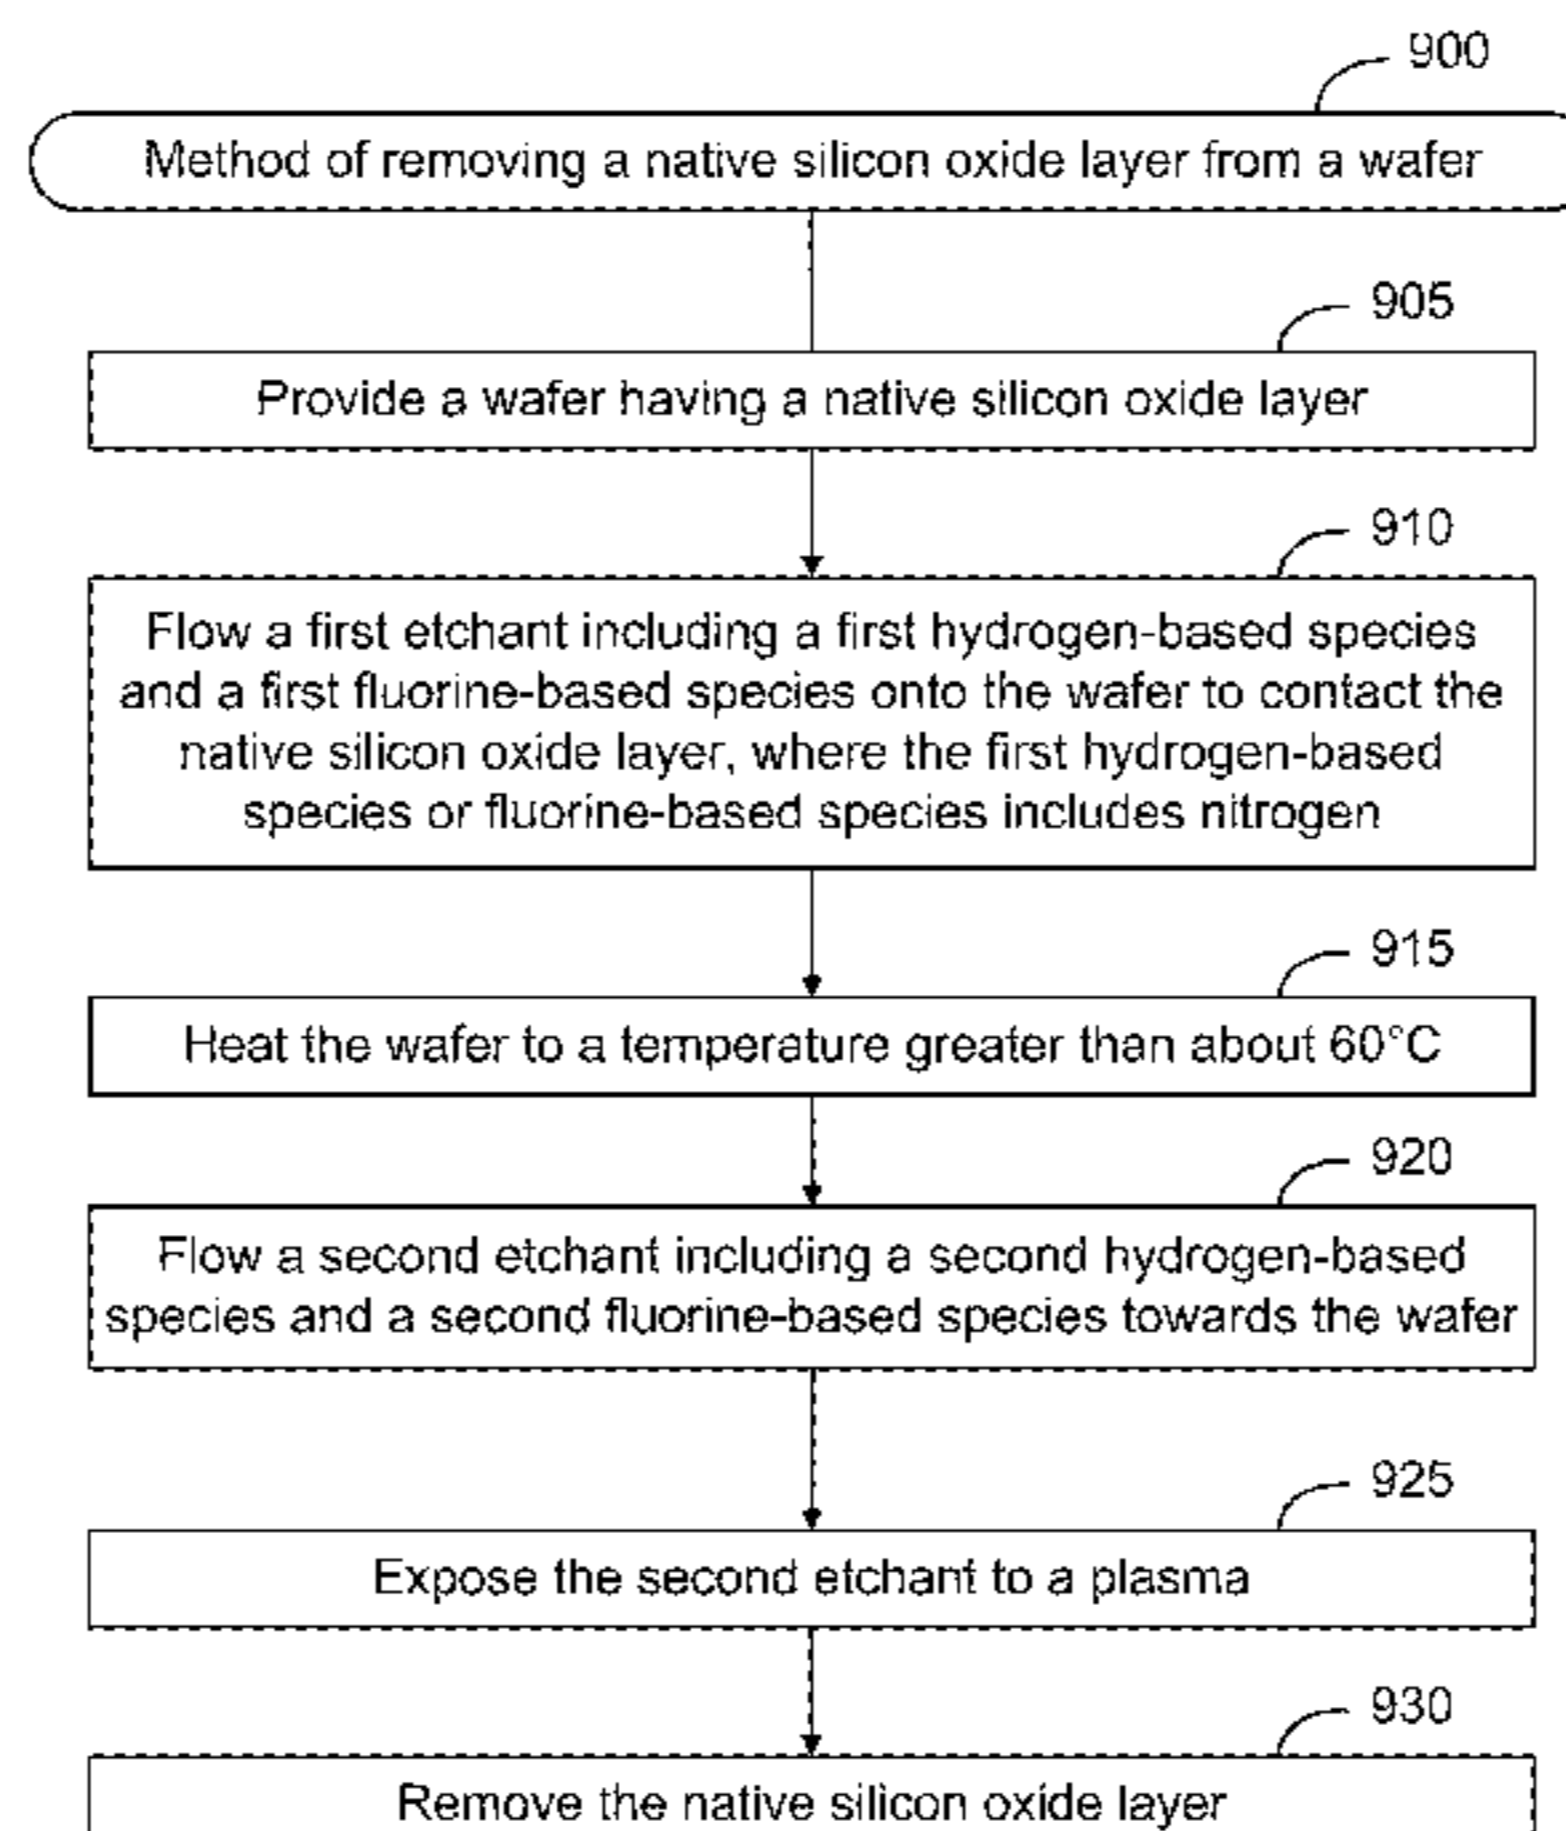 900
Method of removing a native silicon oxide layer from a wafer
905
Provide a wafer having a native silicon oxide layer
910
Flow a first etchant including a first hydrogen-based species
and a first fluorine-based species onto the wafer to contact the
native silicon oxide layer, where the first hydrogen-based
species or fluorine-based species includes nitrogen
915
Heat the wafer to a temperature greater than about 60°C
920
Flow a second etchant including a second hydrogen-based
species and a second fluorine-based species towards the wafer
925
Expose the second etchant to a plasma
930
Remove the native silicon oxide layer